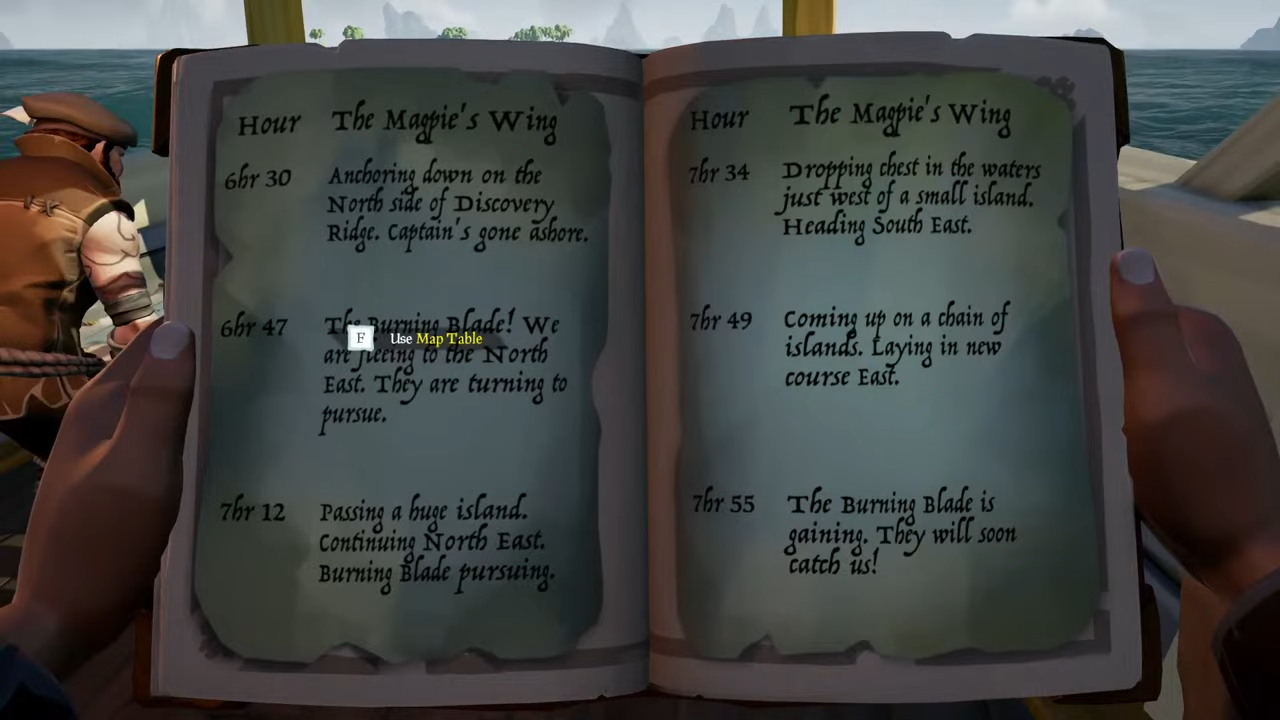 Hour The Magpie's Wing
6hr 30 Anchoring down on the
North side of Discovery
Ridge. Captain's gone ashore.
6hr 47 The Burning Blade! We
are fleeing to the North
East. They are turning to
pursue.
F Use Map Table
7hr 12 Passing a huge island.
Continuing North East.
Burning Blade pursuing.
Hour The Magpie's Wing
7hr 34 Dropping chest in the waters
just west of a small island.
Heading South East.
7hr 49 Coming up on a chain of
islands. Laying in new
course East.
7hr 55 The Burning Blade is
gaining. They will soon
catch us!